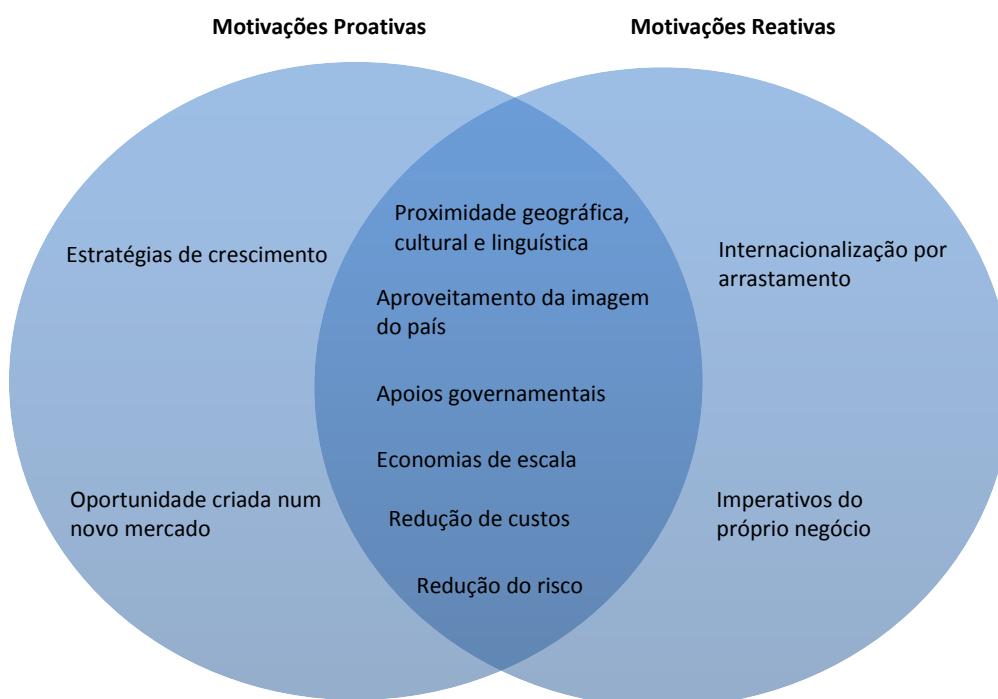 Motivações Proativas
Motivações Reativas
Estratégias de crescimento
Oportunidade criada num
novo mercado
Proximidade geográfica,
cultural e linguística
Aproveitamento da imagem
do país
Apoios governamentais
Economias de escala
Redução de custos
Redução do risco
Internacionalização por
arrastamento
Imperativos do
próprio negócio